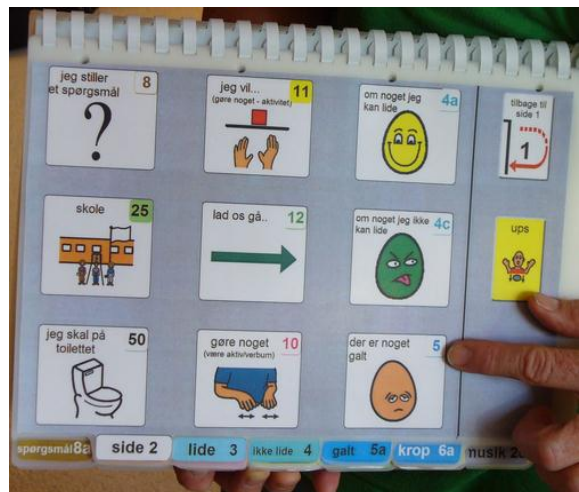 jeg stiller
et spørgsmål
8
jeg vil...
(gøre noget - aktivitet)
11
om noget jeg
kan lide
4a
tilbage til
side 1
1
skole
25
lad os gå..
12
om noget jeg ikke
kan lide
4c
ups
jeg skal på
toilettet
50
gøre noget
(være aktiv/verbum)
10
der er noget
galt
5
spørgsmål 8a
side 2
lide 3
ikke lide 4
galt 5a
krop 6a
musik